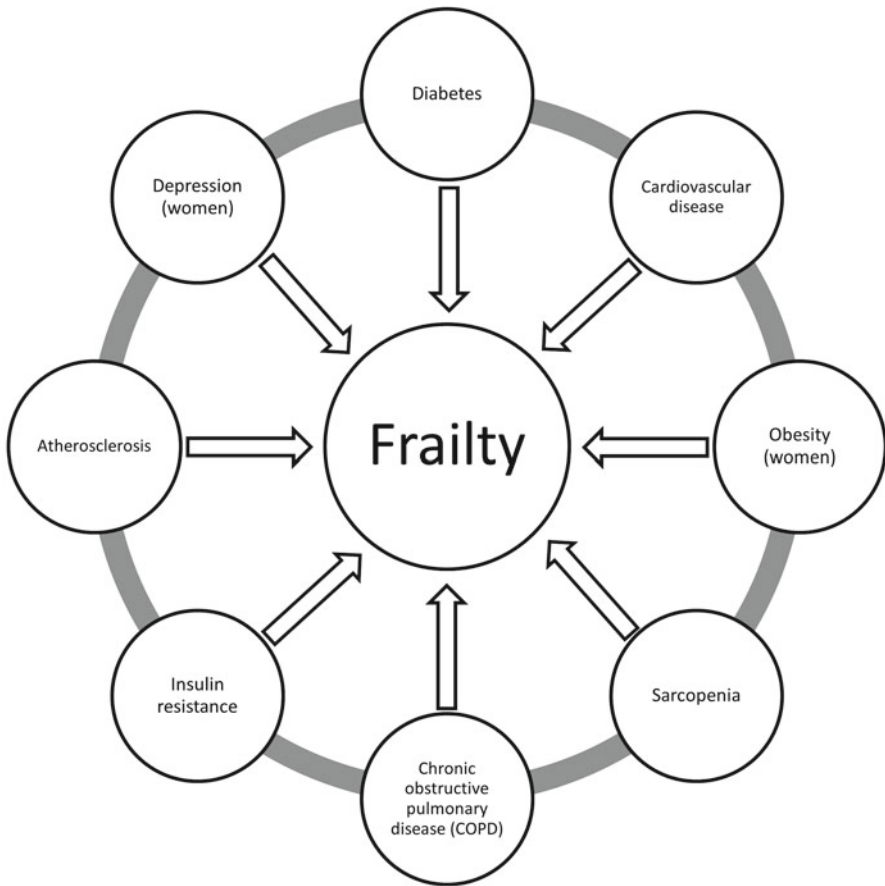 Diabetes
Cardiovascular
disease
Obesity
(women)
Sarcopenia
Chronic
obstructive
pulmonary
disease (COPD)
Insulin
resistance
Atherosclerosis
Depression
(women)
Frailty